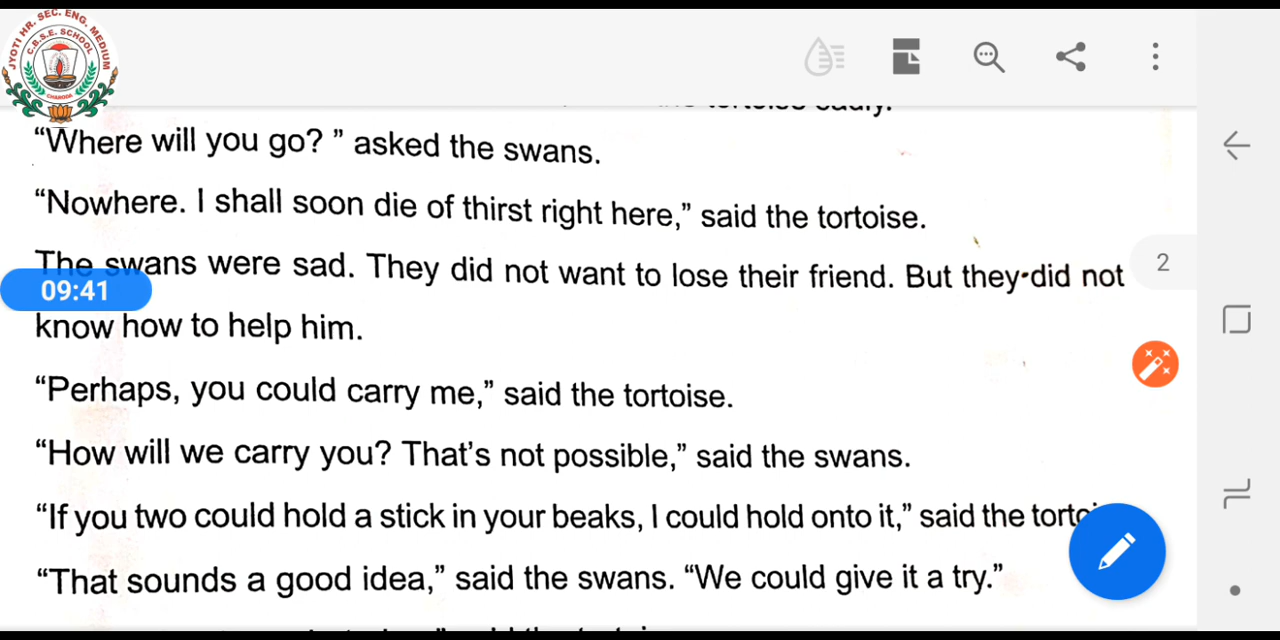 JYOTI HR. SEC. ENG. MEDIUM
C.B.S.E. SCHOOL
CHARODA
tortoise sadly.
“Where will you go? ” asked the swans.
“Nowhere. I shall soon die of thirst right here,” said the tortoise.
The swans were sad. They did not want to lose their friend. But they did not
2
09:41
know how to help him.
“Perhaps, you could carry me,” said the tortoise.
“How will we carry you? That’s not possible,” said the swans.
“If you two could hold a stick in your beaks, I could hold onto it,” said the
“That sounds a good idea,” said the swans. “We could give it a try.”